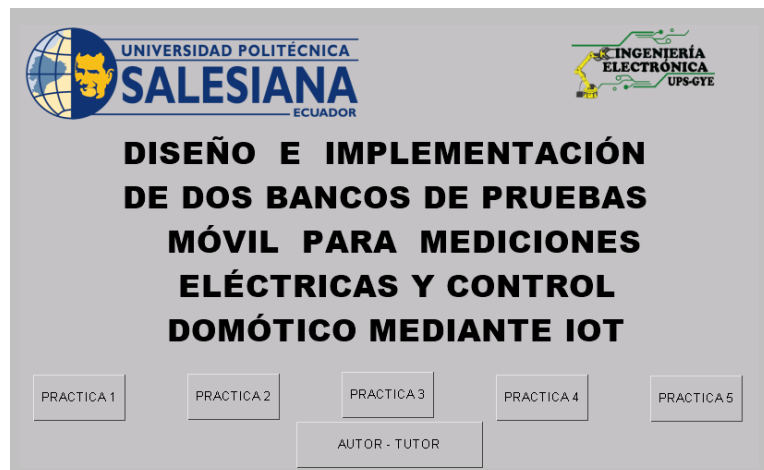 UNIVERSIDAD POLITÉCNICA
SALESIANA
ECUADOR
INGENIERÍA
ELECTRÓNICA
UPS-GYE
DISEÑO E IMPLEMENTACIÓN
DE DOS BANCOS DE PRUEBAS
MÓVIL PARA MEDICIONES
ELÉCTRICAS Y CONTROL
DOMÓTICO MEDIANTE IOT
PRACTICA 1
PRACTICA 2
PRACTICA 3
PRACTICA 4
PRACTICA 5
AUTOR - TUTOR